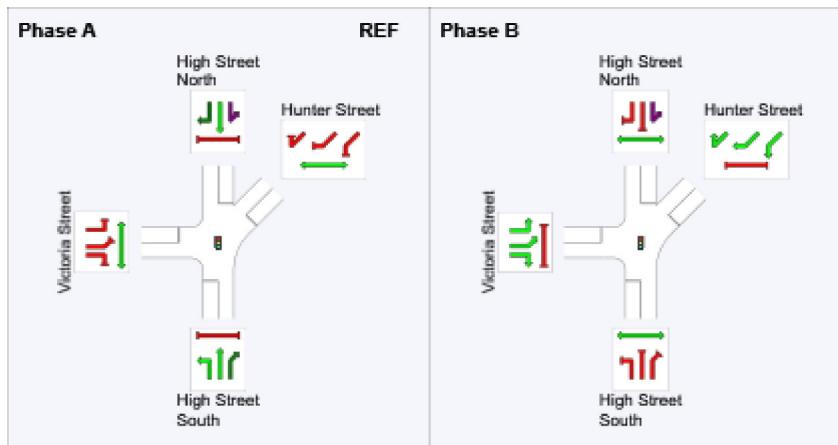 Phase A
REF
High Street
North
Hunter Street
Victoria Street
High Street
South
Phase B
High Street
North
Hunter Street
Victoria Street
High Street
South